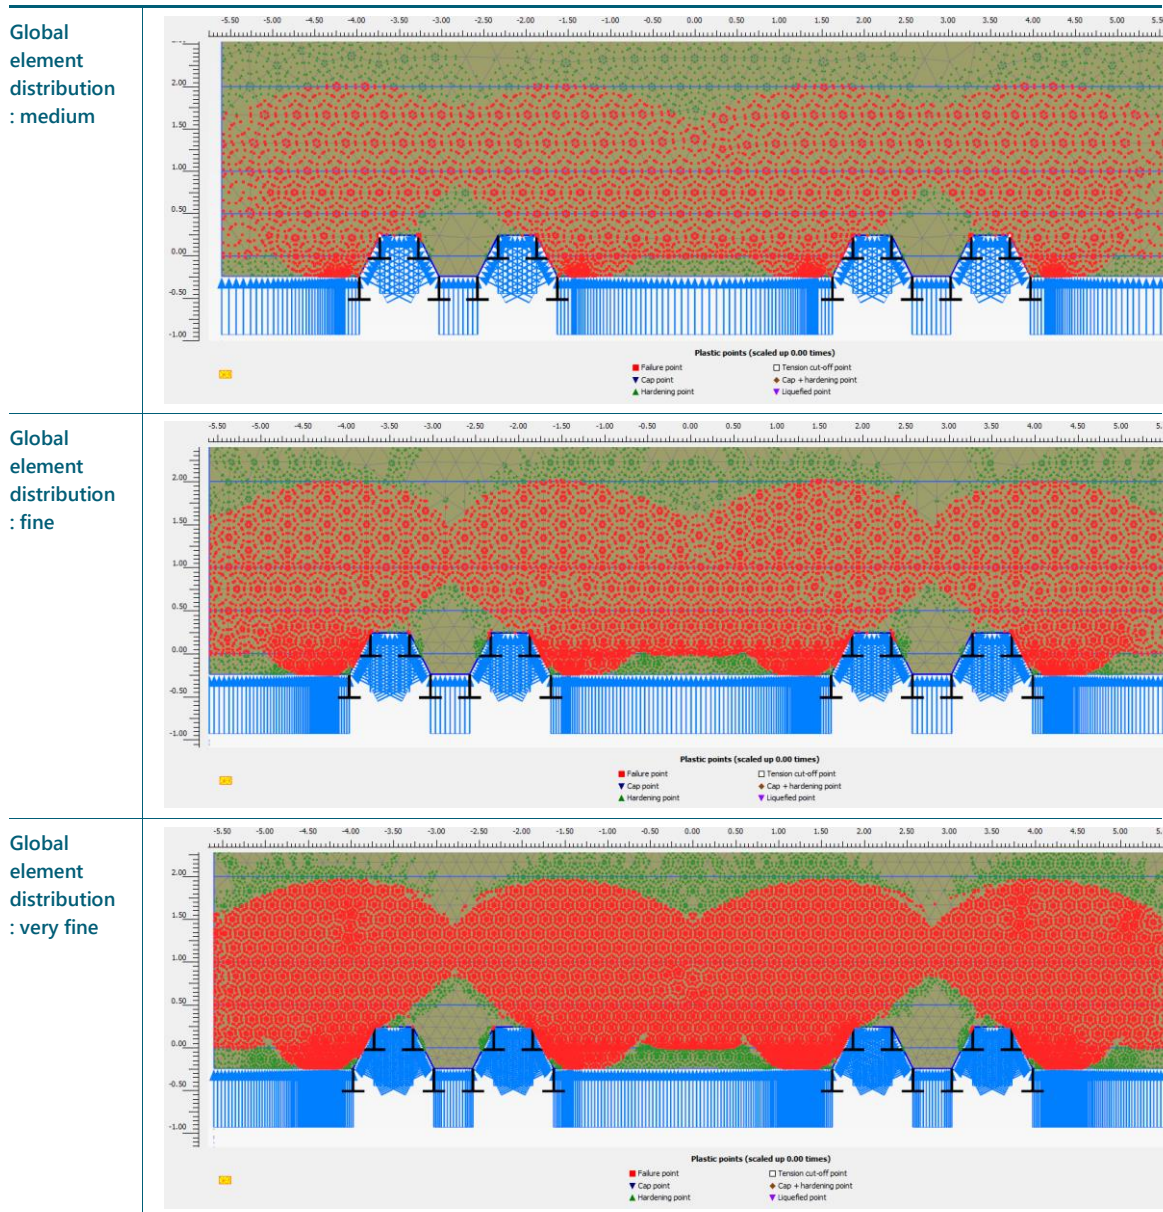 Global
element
distribution
: medium
-5.50 -5.00 -4.50 -4.00 -3.50 -3.00 -2.50 -2.00 -1.50 -1.00 -0.50 0.00 0.50 1.00 1.50 2.00 2.50 3.00 3.50 4.00 4.50 5.00
2.00
1.50
1.00
0.50
0.00
-0.50
-1.00
Plastic points (scaled up 0.00 times)
Failure point Tension cut-off point
Cap point Cap + hardening point
Hardening point Liquefied point
Global
element
distribution
: fine
-5.50 -5.00 -4.50 -4.00 -3.50 -3.00 -2.50 -2.00 -1.50 -1.00 -0.50 0.00 0.50 1.00 1.50 2.00 2.50 3.00 3.50 4.00 4.50 5.00
2.00
1.50
1.00
0.50
0.00
-0.50
-1.00
Plastic points (scaled up 0.00 times)
Failure point Tension cut-off point
Cap point Cap + hardening point
Hardening point Liquefied point
Global
element
distribution
: very fine
-5.50 -5.00 -4.50 -4.00 -3.50 -3.00 -2.50 -2.00 -1.50 -1.00 -0.50 0.00 0.50 1.00 1.50 2.00 2.50 3.00 3.50 4.00 4.50 5.00
2.00
1.50
1.00
0.50
0.00
-0.50
-1.00
Plastic points (scaled up 0.00 times)
Failure point Tension cut-off point
Cap point Cap + hardening point
Hardening point Liquefied point